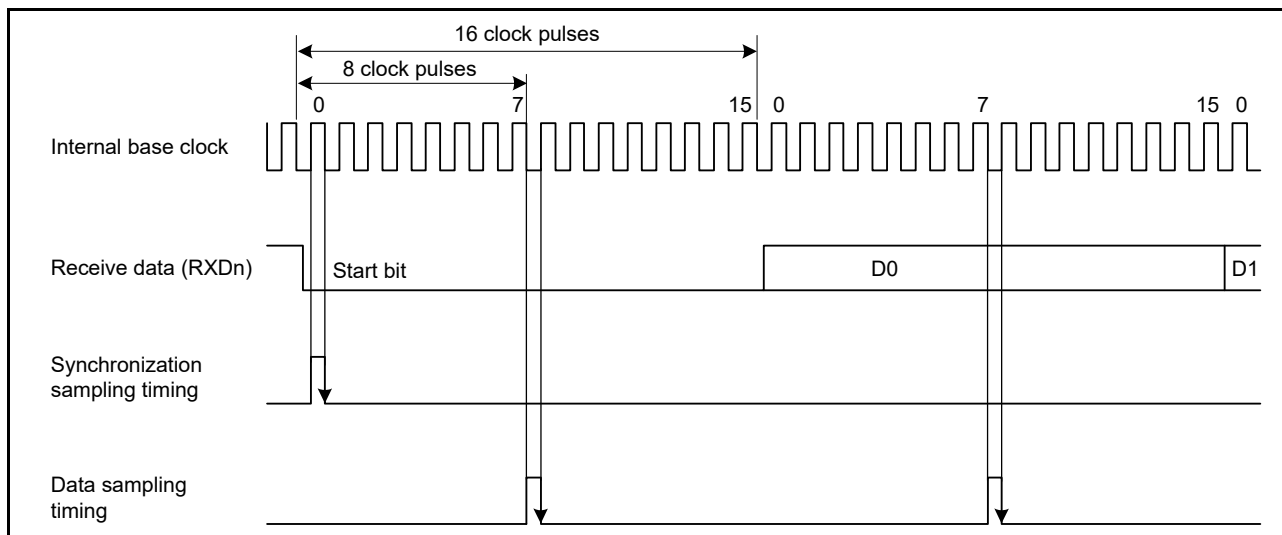 16 clock pulses
8 clock pulses
0 7 15 0 7 15 0
Internal base clock
Receive data (RXDn) Start bit D0 D1
Synchronization
sampling timing
Data sampling
timing